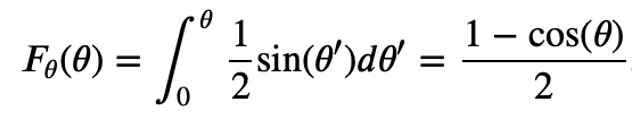 F_θ(θ) = ∫_0^θ 1/2 sin(θ′)dθ′ = (1 − cos(θ))/2